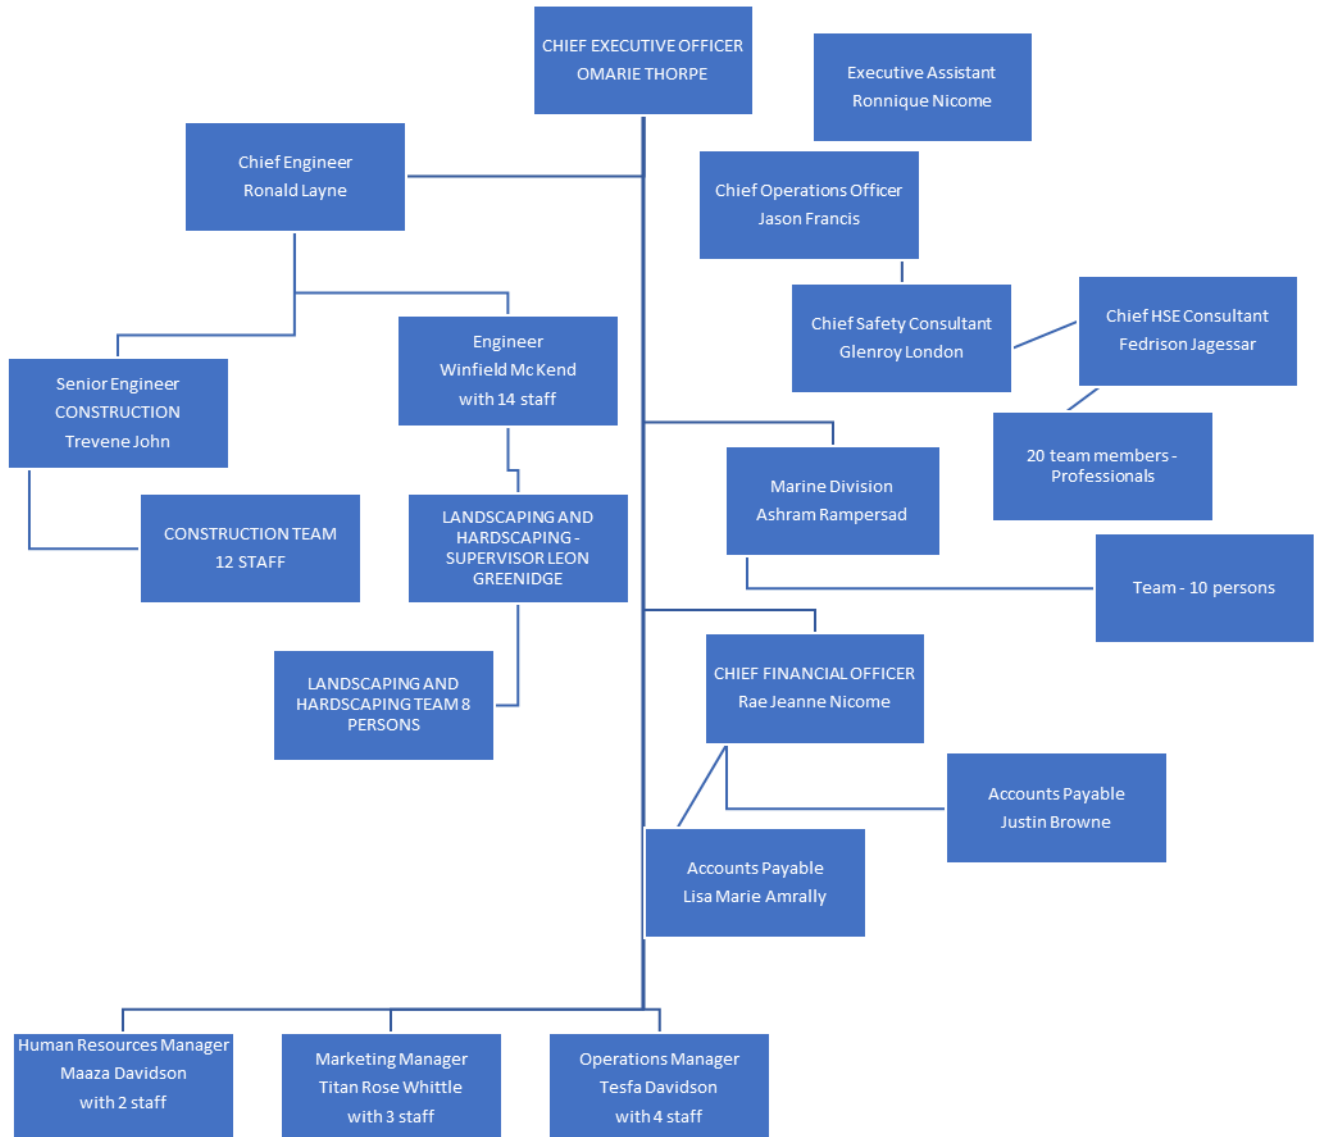 CHIEF EXECUTIVE OFFICER
OMARIE THORPE
Executive Assistant
Ronnique Nicome
Chief Engineer
Ronald Layne
Chief Operations Officer
Jason Francis
Chief Safety Consultant
Glenroy London
Chief HSE Consultant
Fedrison Jagessar
Engineer
Winfield Mc Kend
with 14 staff
Senior Engineer
CONSTRUCTION
Trevene John
20 team members -
Professionals
Marine Division
Ashram Rampersad
CONSTRUCTION TEAM
12 STAFF
LANDSCAPING AND
HARDSCAPING -
SUPERVISOR LEON
GREENIDGE
Team - 10 persons
LANDSCAPING AND
HARDSCAPING TEAM 8
PERSONS
CHIEF FINANCIAL OFFICER
Rae Jeanne Nicome
Accounts Payable
Justin Browne
Accounts Payable
Lisa Marie Amrally
Human Resources Manager
Maaza Davidson
with 2 staff
Marketing Manager
Titan Rose Whittle
with 3 staff
Operations Manager
Tesfa Davidson
with 4 staff